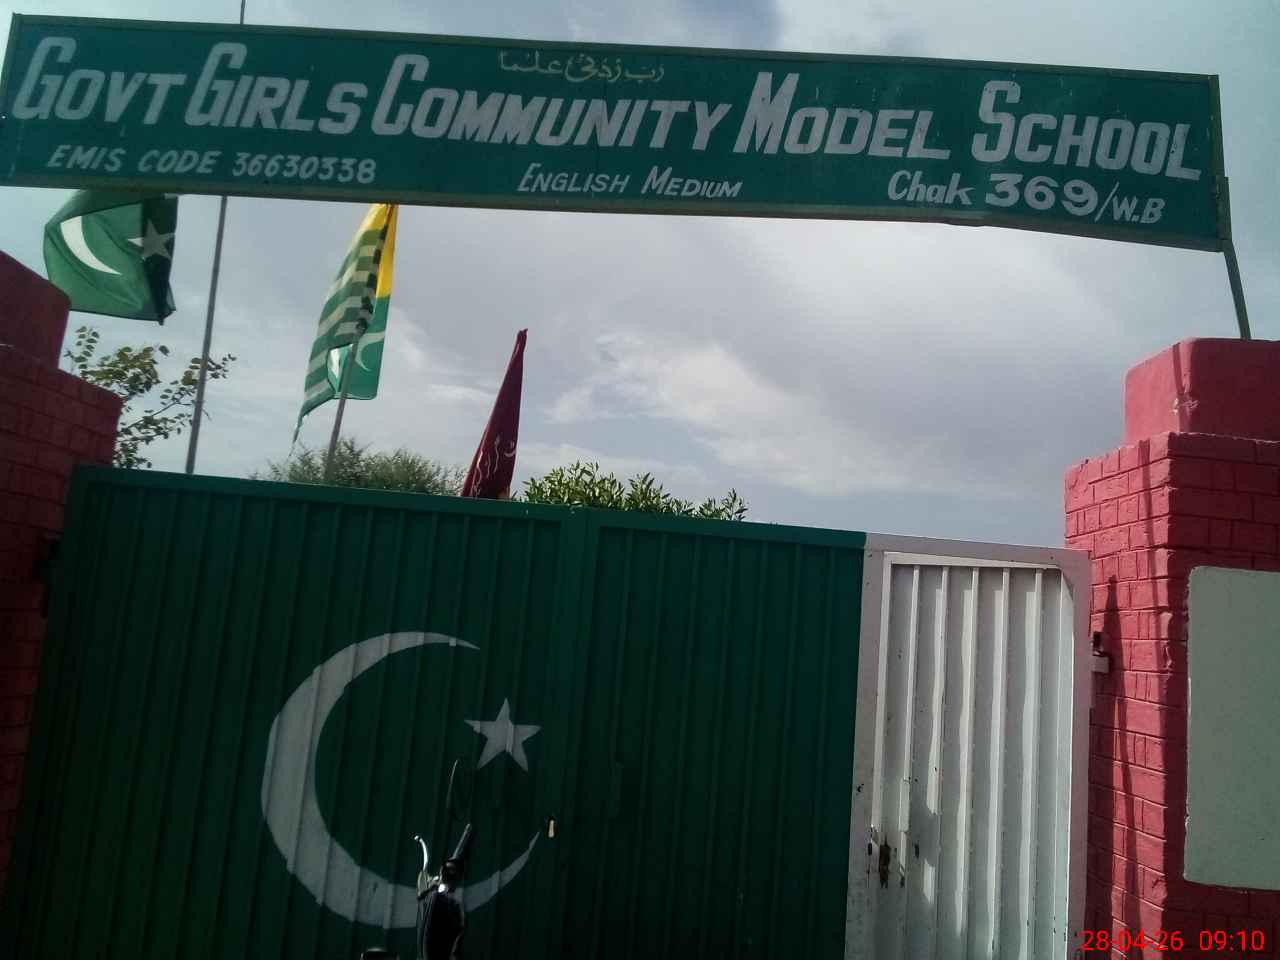 رب زدنی علما
GOVT GIRLS COMMUNITY MODEL SCHOOL
EMIS CODE 36630338
ENGLISH MEDIUM
Chak 369/W.B
28-04-26 09:10